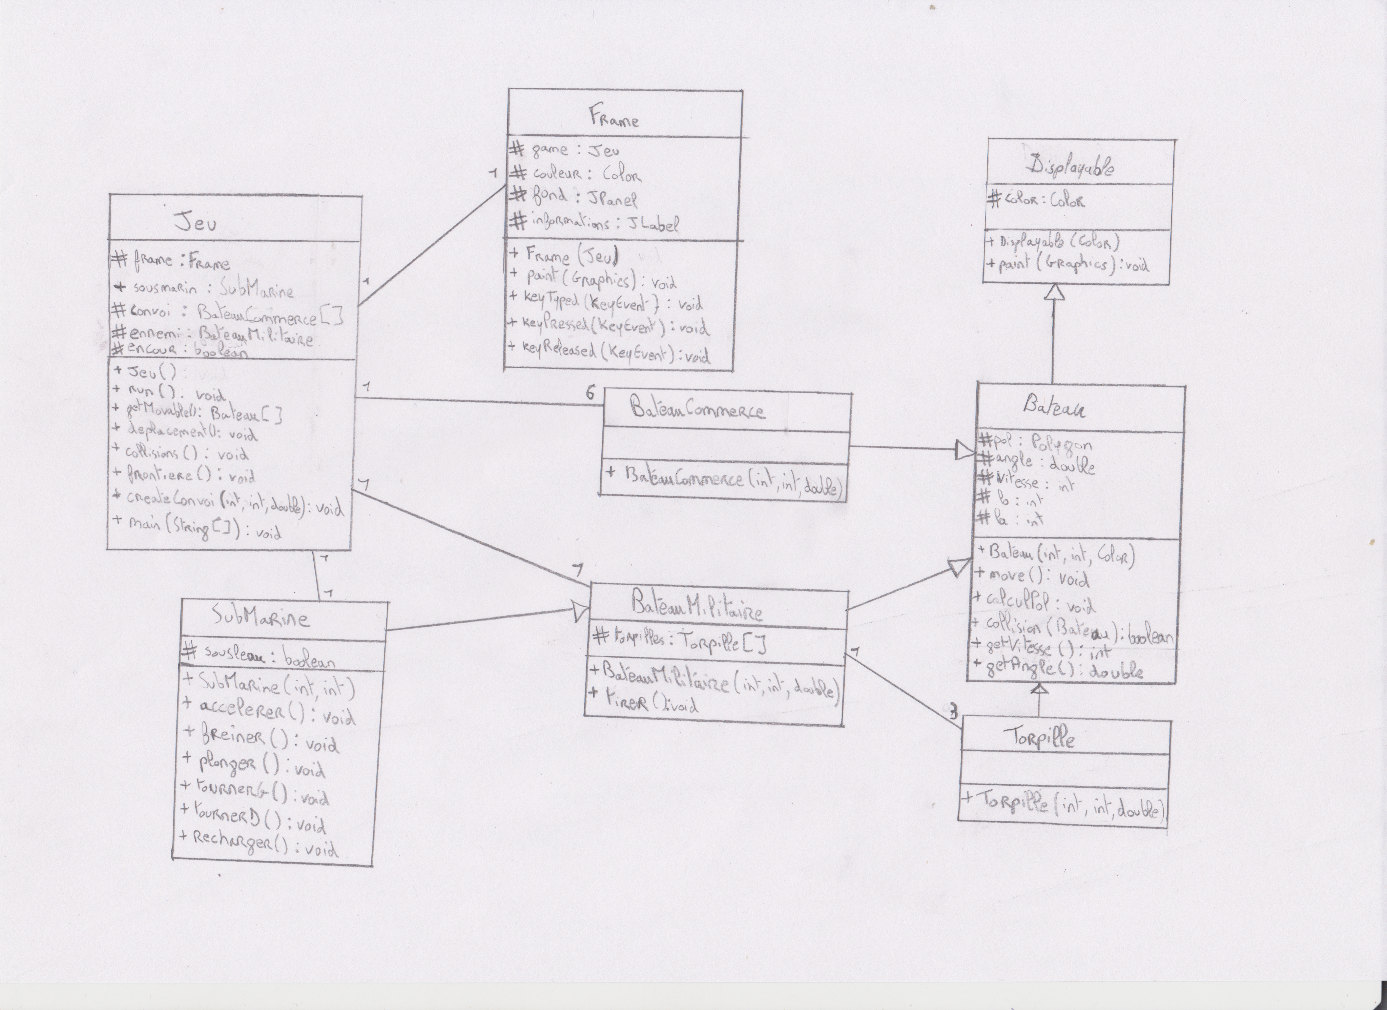 Frame
# game : Jeu
# couleur : Color
# fond : JPanel
# informations : JLabel
+ Frame (Jeu)
+ paint (Graphics) : void
+ keyTyped (KeyEvent) : void
+ keyPressed (KeyEvent) : void
+ keyReleased (KeyEvent) : void
Displayable
# color : Color
+ Displayable (Color)
+ paint (Graphics) : void
Jeu
# frame : Frame
+ sousmarin : SubMarine
# convoi : BateauCommerce []
# ennemi : BateauMilitaire
# encour : boolean
+ Jeu ()
+ run () : void
+ getMovable() : Bateau []
+ deplacement() : void
+ collisions () : void
+ frontiere () : void
+ createConvoi (int, int, double) : void
+ main (String []) : void
1
1
1
6
1
1
1
1
BateauCommerce
+ BateauCommerce (int, int, double)
Bateau
# pol : Polygon
# angle : double
# vitesse : int
# lo : int
# la : int
+ Bateau (int, int, Color)
+ move () : void
+ calculPol : void
+ collision (Bateau) : boolean
+ getVitesse () : int
+ getAngle () : double
SubMarine
# sousleau : boolean
+ SubMarine (int, int)
+ accelerer () : void
+ freiner () : void
+ plonger () : void
+ tournerG () : void
+ tournerD () : void
+ recharger () : void
BateauMilitaire
# torpilles : Torpille []
+ BateauMilitaire (int, int, double)
+ tirer () : void
1
3
Torpille
+ Torpille (int, int, double)